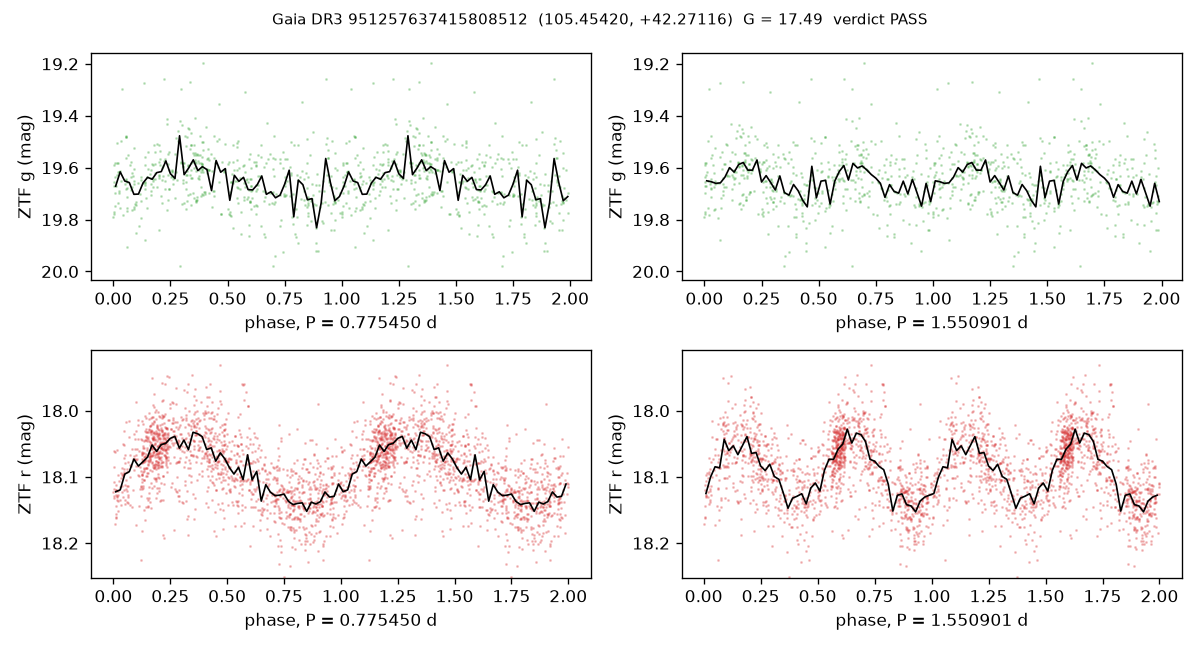 Gaia DR3 951257637415808512 (105.45420, +42.27116) G = 17.49 verdict PASS
ZTF g (mag)
19.2
19.4
19.6
19.8
20.0
0.00 0.25 0.50 0.75 1.00 1.25 1.50 1.75 2.00
phase, P = 0.775450 d
ZTF g (mag)
19.2
19.4
19.6
19.8
20.0
0.00 0.25 0.50 0.75 1.00 1.25 1.50 1.75 2.00
phase, P = 1.550901 d
ZTF r (mag)
18.0
18.1
18.2
0.00 0.25 0.50 0.75 1.00 1.25 1.50 1.75 2.00
phase, P = 0.775450 d
ZTF r (mag)
18.0
18.1
18.2
0.00 0.25 0.50 0.75 1.00 1.25 1.50 1.75 2.00
phase, P = 1.550901 d